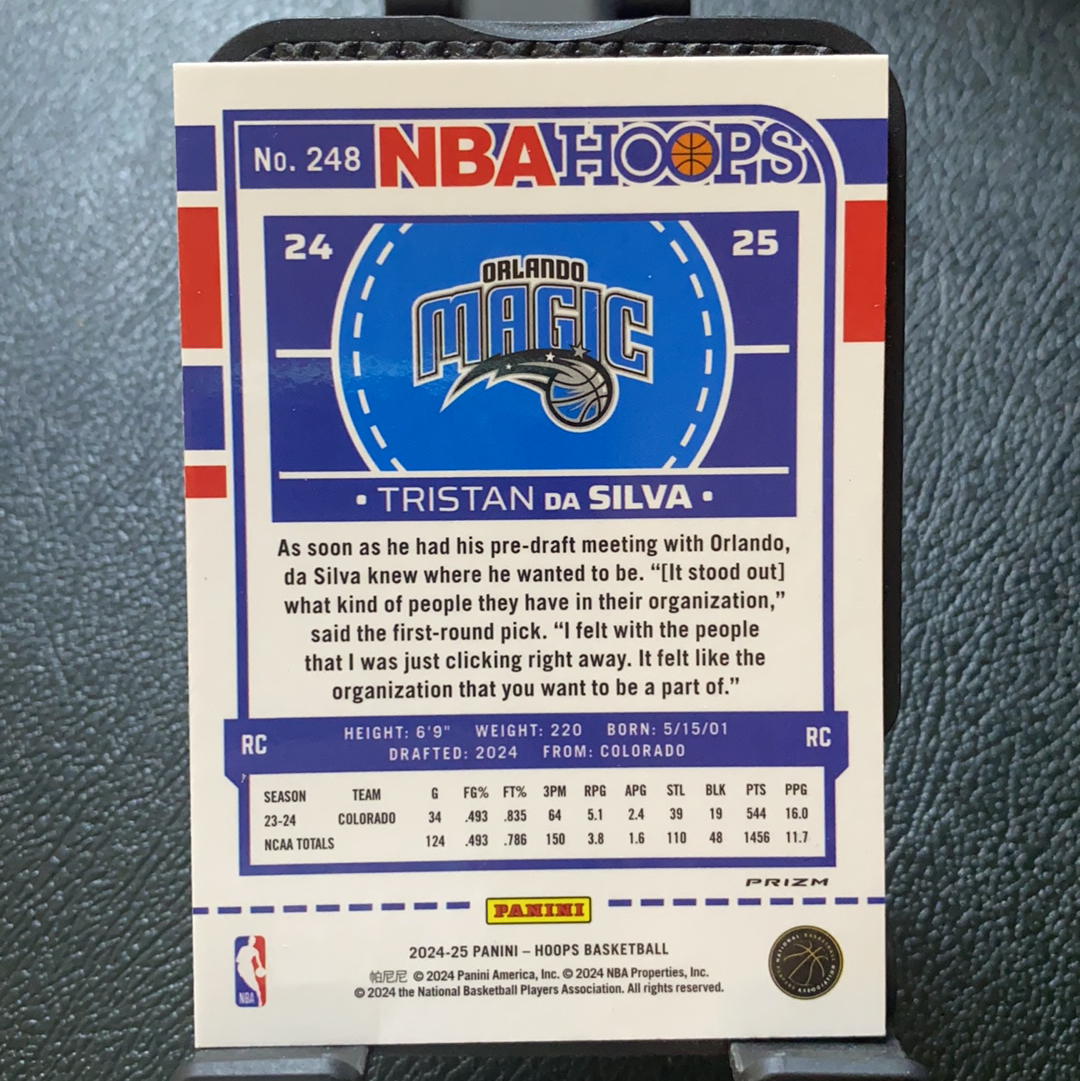 No. 248 NBA HOOPS
24 25
ORLANDO
MAGIC
• TRISTAN DA SILVA •
As soon as he had his pre-draft meeting with Orlando,
da Silva knew where he wanted to be. “[It stood out]
what kind of people they have in their organization,”
said the first-round pick. “I felt with the people
that I was just clicking right away. It felt like the
organization that you want to be a part of.”
RC HEIGHT: 6'9" WEIGHT: 220 BORN: 5/15/01 RC
DRAFTED: 2024 FROM: COLORADO
SEASON TEAM G FG% FT% 3PM RPG APG STL BLK PTS PPG
23-24 COLORADO 34 .493 .835 64 5.1 2.4 39 19 544 16.0
NCAA TOTALS 124 .493 .786 150 3.8 1.6 110 48 1456 11.7
PRIZM
PANINI
2024-25 PANINI – HOOPS BASKETBALL
帕尼尼 © 2024 Panini America, Inc. © 2024 NBA Properties, Inc.
© 2024 the National Basketball Players Association. All rights reserved.
NBA
NATIONAL BASKETBALL PLAYERS ASSOCIATION